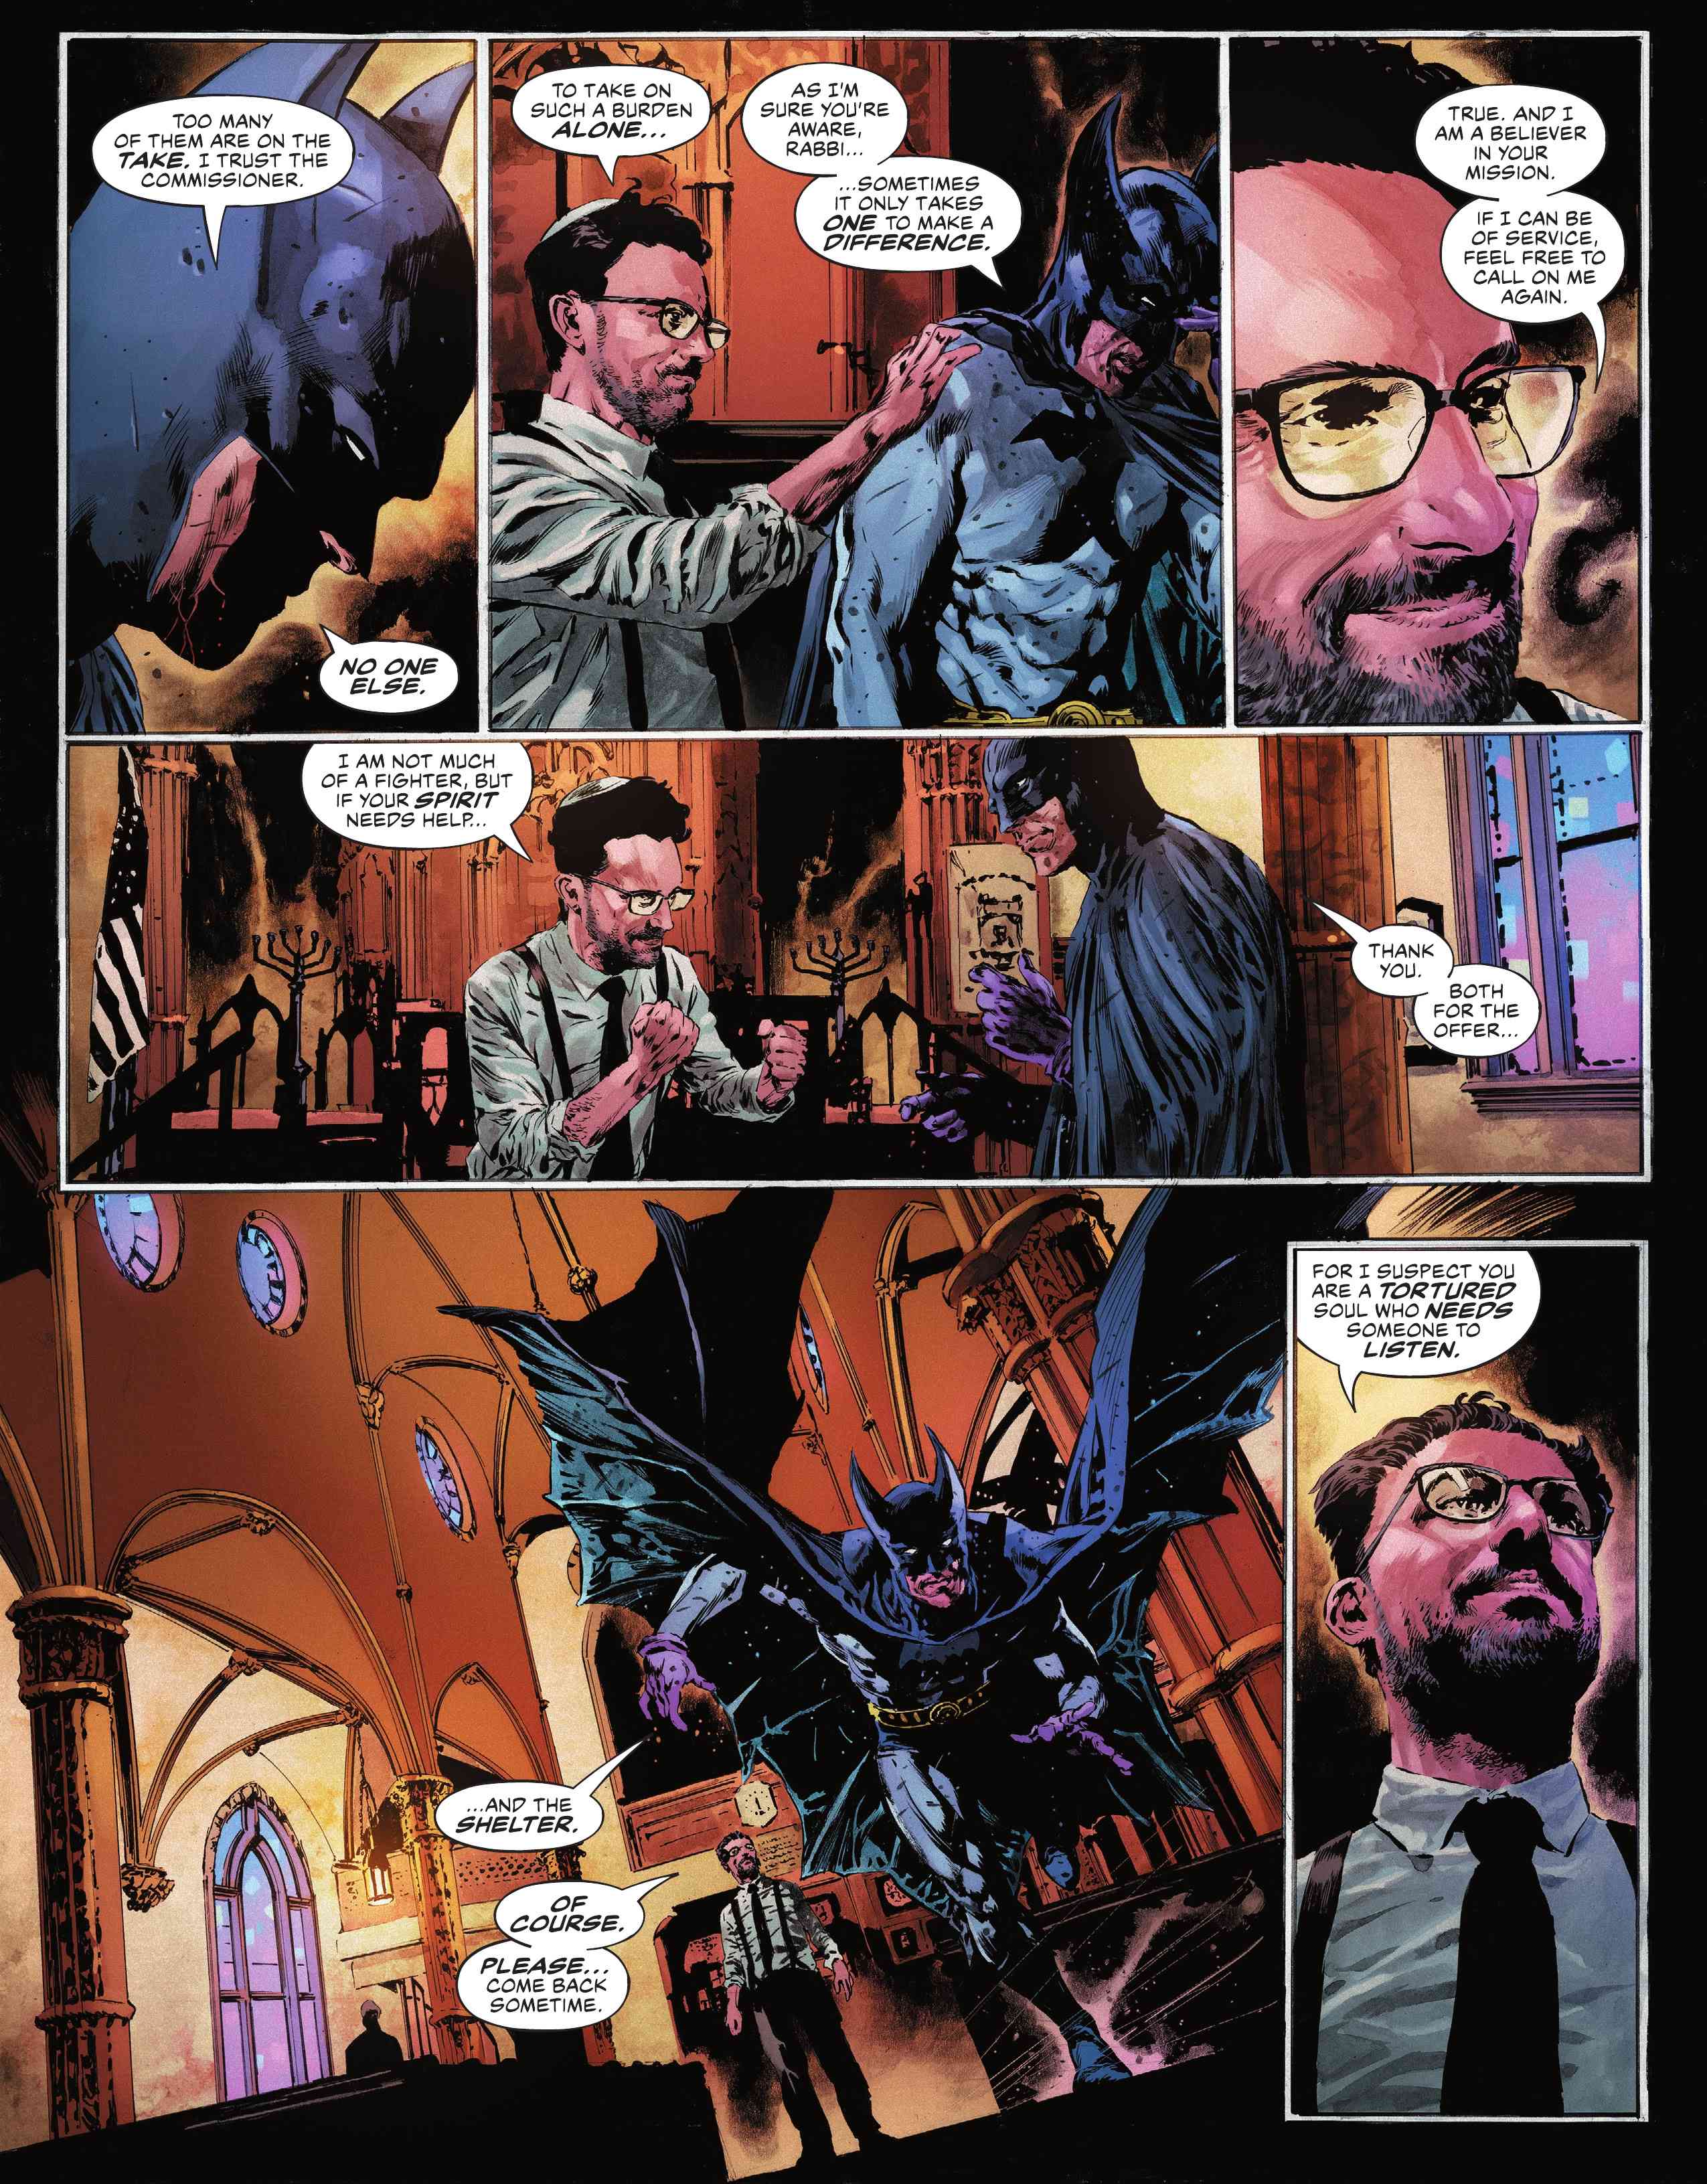 TOO MANY
OF THEM ARE ON THE
TAKE. I TRUST THE
COMMISSIONER.
NO ONE
ELSE.
TO TAKE ON
SUCH A BURDEN
ALONE...
AS I'M
SURE YOU'RE
AWARE,
RABBI...
...SOMETIMES
IT ONLY TAKES
ONE TO MAKE A
DIFFERENCE.
TRUE. AND I
AM A BELIEVER
IN YOUR
MISSION.
IF I CAN BE
OF SERVICE,
FEEL FREE TO
CALL ON ME
AGAIN.
I AM NOT MUCH
OF A FIGHTER, BUT
IF YOUR SPIRIT
NEEDS HELP...
THANK
YOU.
BOTH
FOR THE
OFFER...
...AND THE
SHELTER.
OF
COURSE.
PLEASE...
COME BACK
SOMETIME.
FOR I SUSPECT YOU
ARE A TORTURED
SOUL WHO NEEDS
SOMEONE TO
LISTEN.